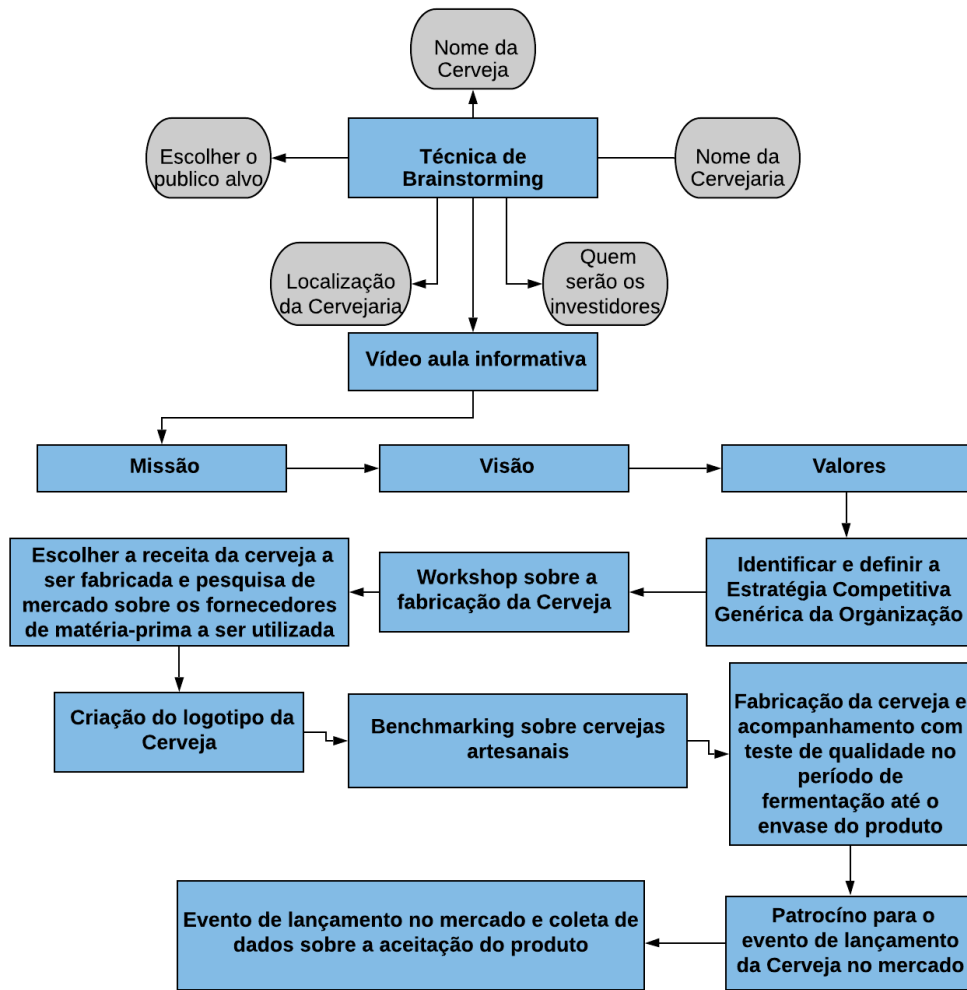 Nome da
Cerveja
Escolher o
publico alvo
Técnica de
Brainstorming
Nome da
Cervejaria
Localização
da Cervejaria
Quem
serão os
investidores
Vídeo aula informativa
Missão
Visão
Valores
Escolher a receita da cerveja a
ser fabricada e pesquisa de
mercado sobre os fornecedores
de matéria-prima a ser utilizada
Workshop sobre a
fabricação da Cerveja
Identificar e definir a
Estratégia Competitiva
Genérica da Organização
Criação do logotipo da
Cerveja
Benchmarking sobre cervejas
artesanais
Fabricação da cerveja e
acompanhamento com
teste de qualidade no
período de
fermentação até o
envase do produto
Evento de lançamento no mercado e coleta de
dados sobre a aceitação do produto
Patrocíno para o
evento de lançamento
da Cerveja no mercado